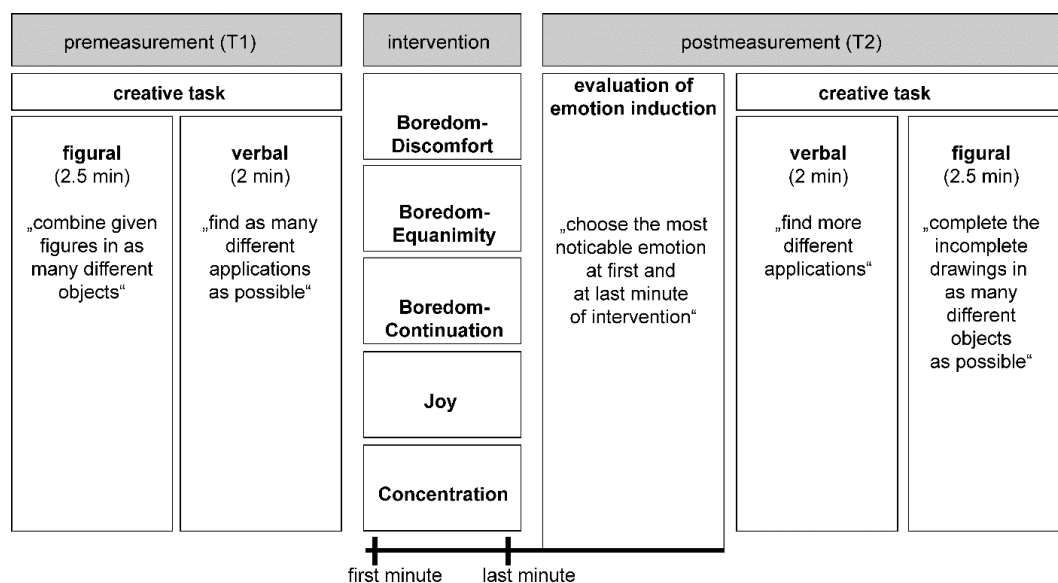 premeasurement (T1)
intervention
postmeasurement (T2)
creative task
figural
(2.5 min)
„combine given
figures in as
many different
objects“
verbal
(2 min)
„find as many
different
applications
as possible“
Boredom-
Discomfort
Boredom-
Equanimity
Boredom-
Continuation
Joy
Concentration
evaluation of
emotion induction
„choose the most
noticable emotion
at first and
at last minute
of intervention“
creative task
verbal
(2 min)
„find more
different
applications“
figural
(2.5 min)
„complete the
incomplete
drawings in
as many
different
objects
as possible“
first minute
last minute